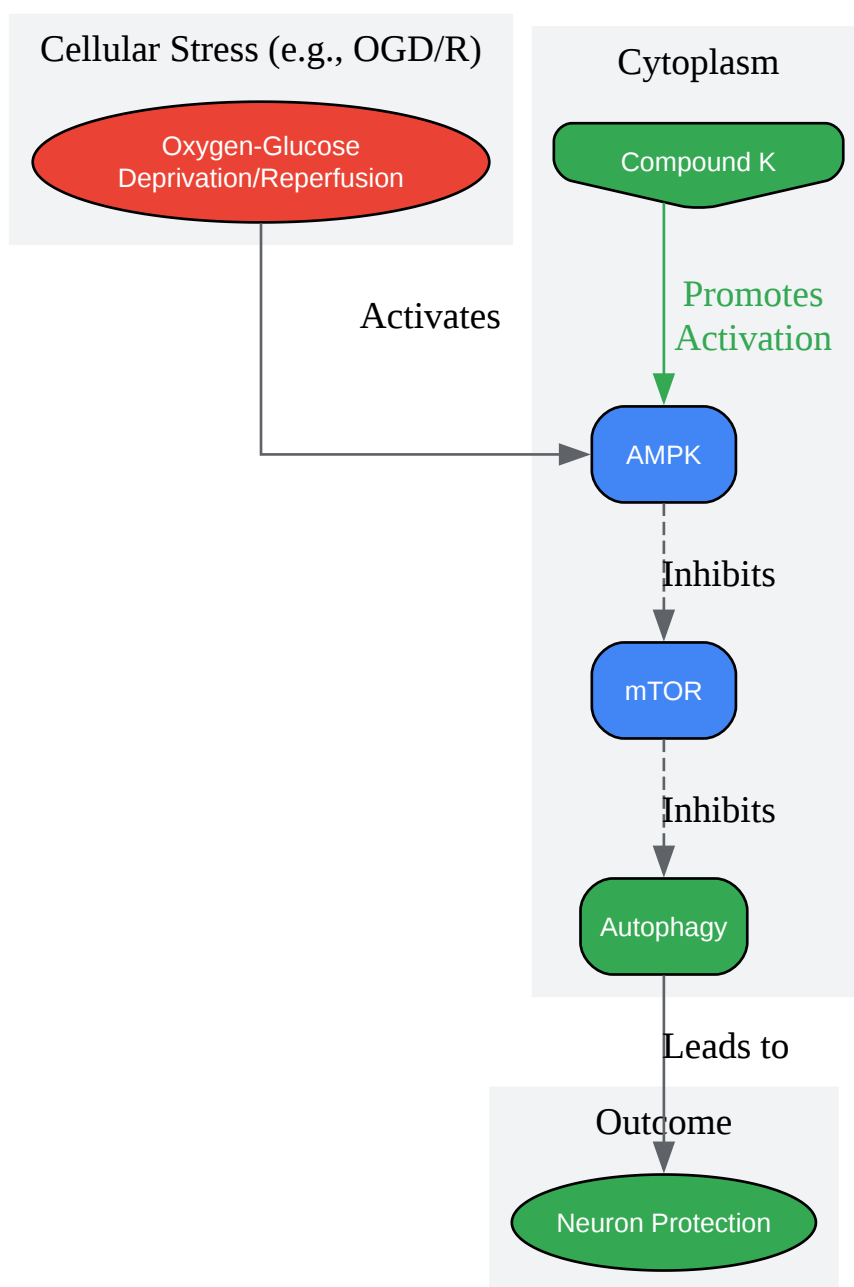 Cellular Stress (e.g., OGD/R)
Oxygen-Glucose
Deprivation/Reperfusion
Cytoplasm
Compound K
Activates
Promotes
Activation
AMPK
Inhibits
mTOR
Inhibits
Autophagy
Leads to
Outcome
Neuron Protection